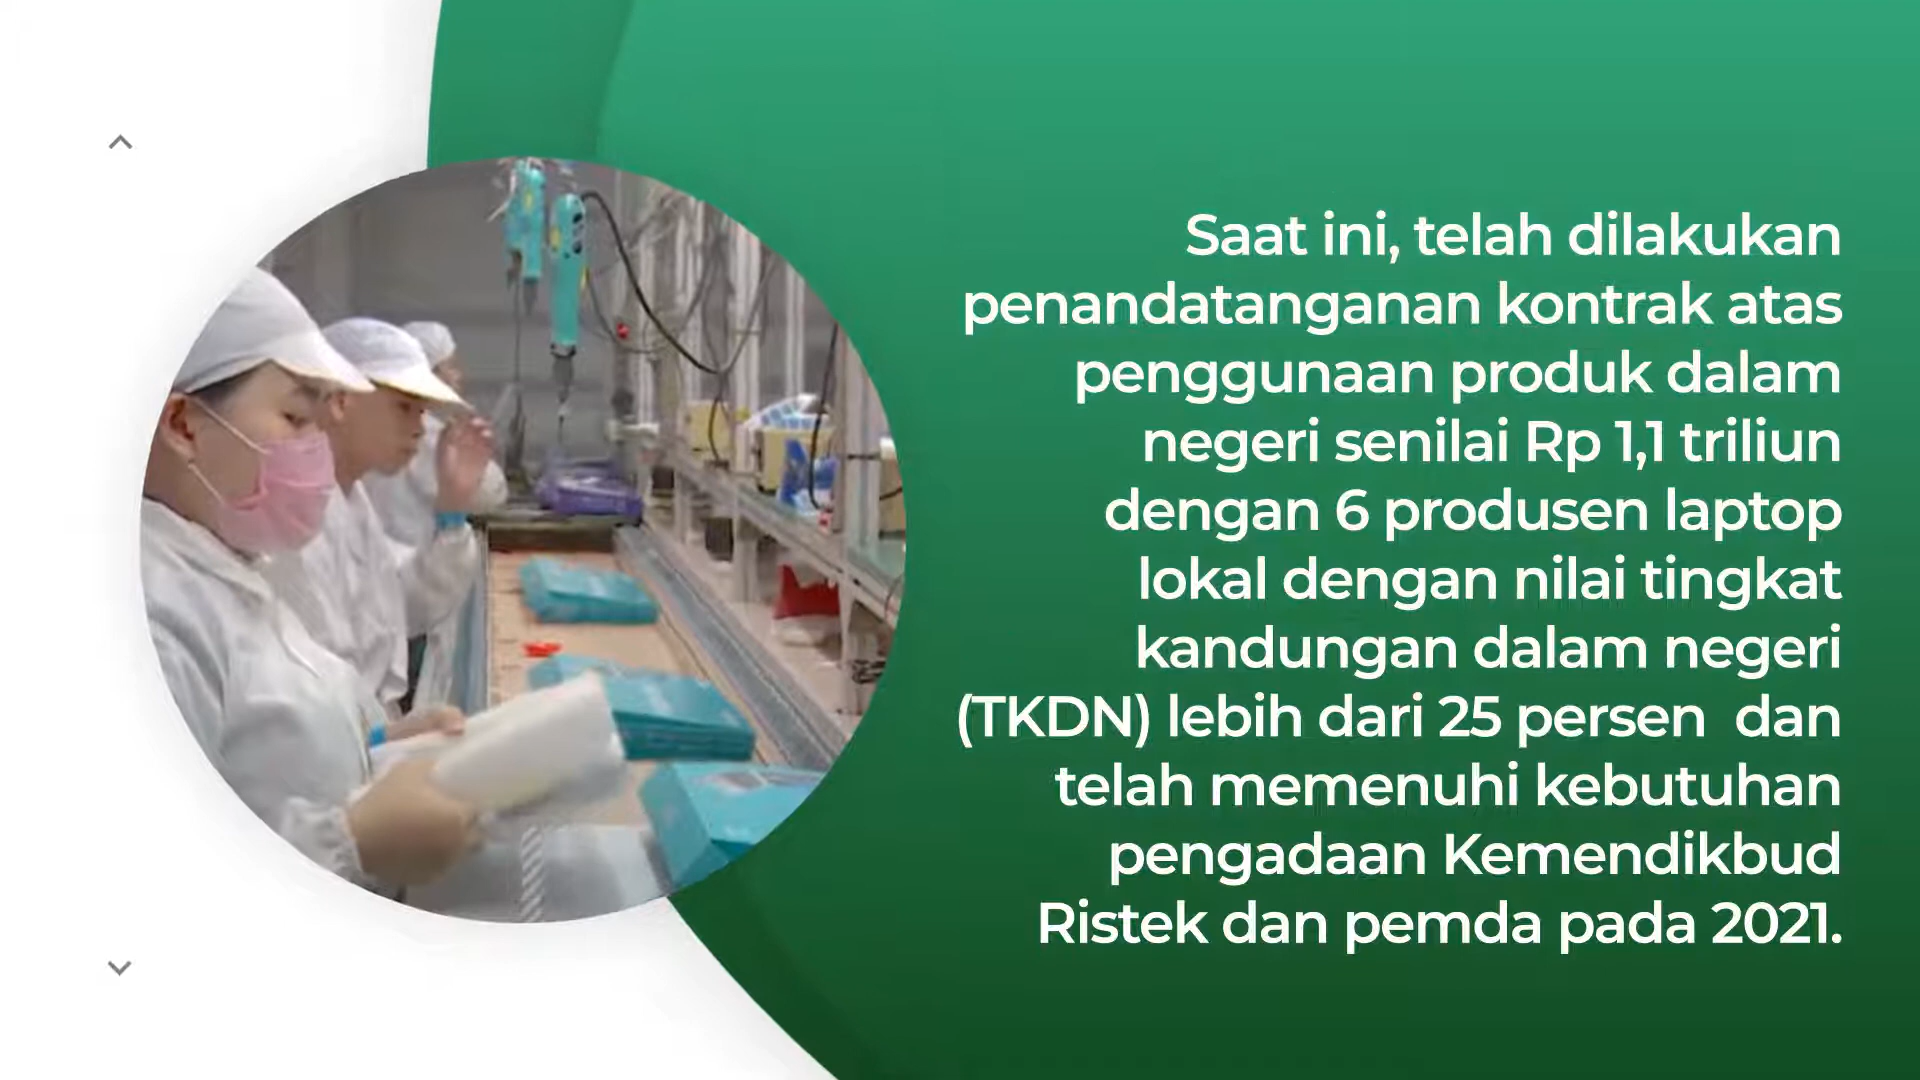 Saat ini, telah dilakukan
penandatanganan kontrak atas
penggunaan produk dalam
negeri senilai Rp 1,1 triliun
dengan 6 produsen laptop
lokal dengan nilai tingkat
kandungan dalam negeri
(TKDN) lebih dari 25 persen  dan
telah memenuhi kebutuhan
pengadaan Kemendikbud
Ristek dan pemda pada 2021.